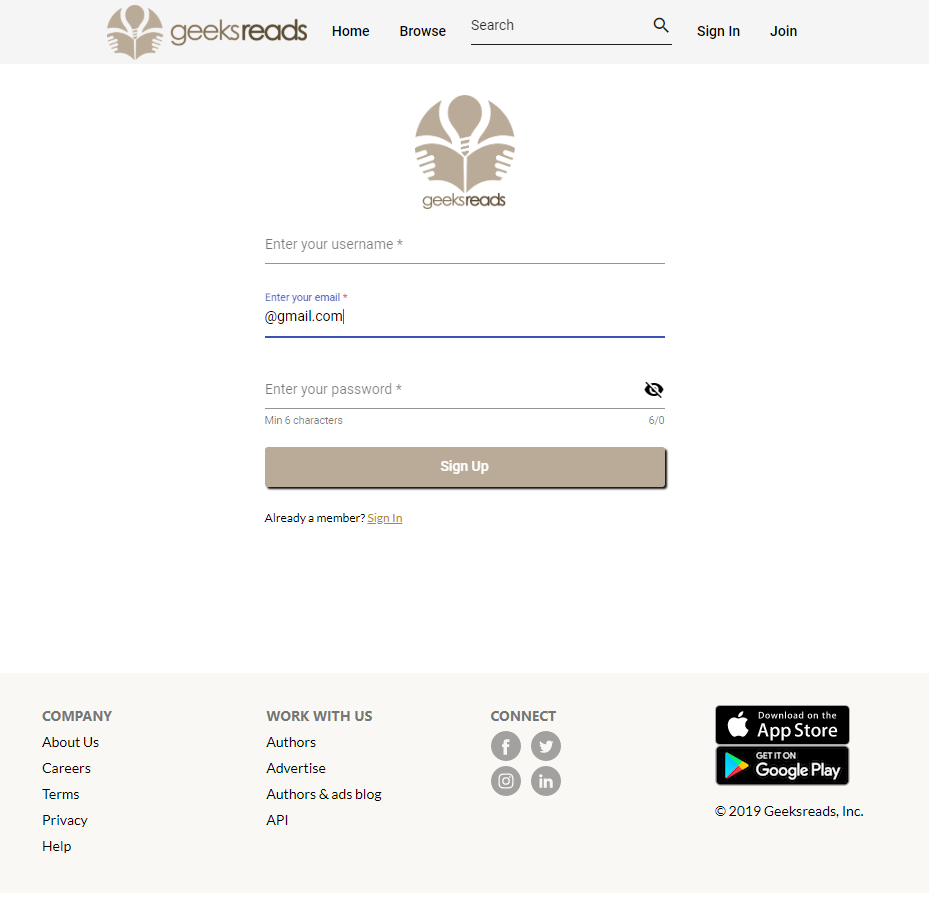 geeksreads Home Browse Search Sign In Join
geeksreads
Enter your username *
Enter your email *
@gmail.com
Enter your password *
Min 6 characters 6/0
Sign Up
Already a member? Sign In
COMPANY
About Us
Careers
Terms
Privacy
Help
WORK WITH US
Authors
Advertise
Authors & ads blog
API
CONNECT
f
in
Download on the
App Store
GET IT ON
Google Play
© 2019 Geeksreads, Inc.